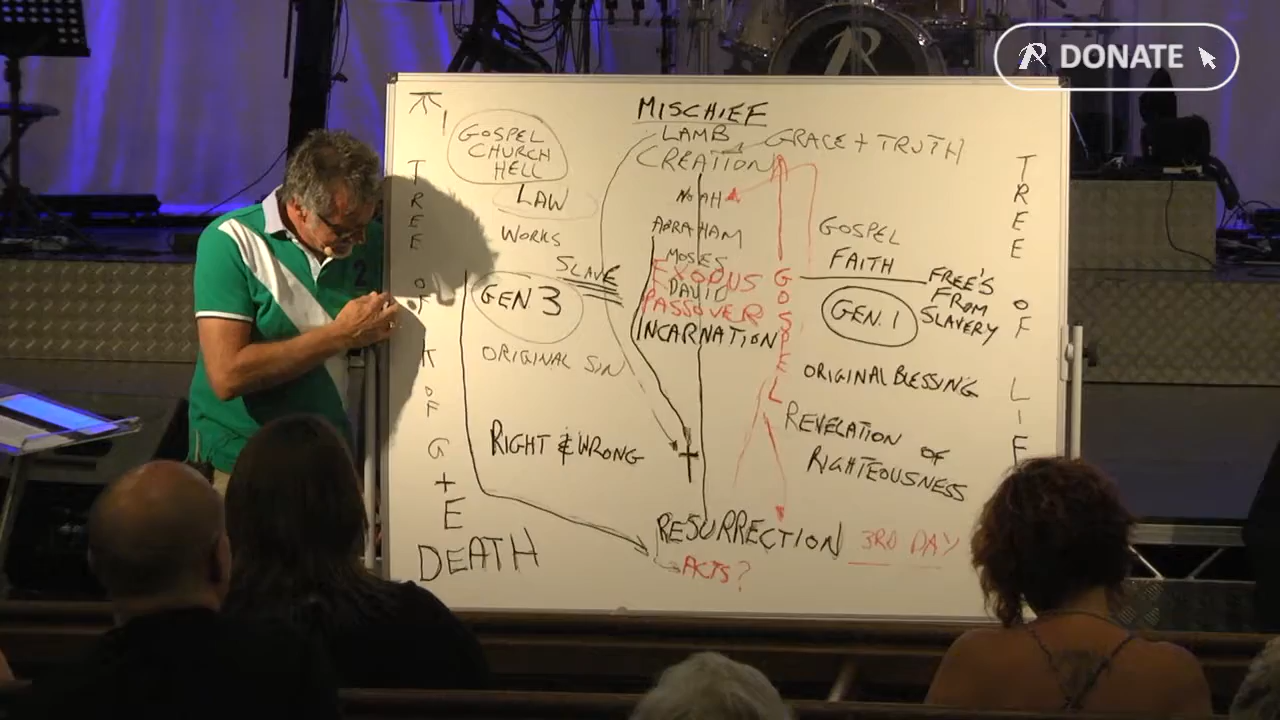 DONATE
MISCHIEF
LAMB
CREATION
GRACE + TRUTH
GOSPEL
CHURCH
HELL
LAW
WORKS
SLAVE
GEN 3
ORIGINAL SIN
RIGHT & WRONG
TREE OF K OF G+E
DEATH
NOAH
ABRAHAM
MOSES
EXODUS
DAVID
PASSOVER
INCARNATION
GOSPEL
GOSPEL
FAITH
FREE'S
FROM
SLAVERY
GEN. 1
ORIGINAL BLESSING
REVELATION OF
RIGHTEOUSNESS
TREE OF LIF
RESURRECTION 3RD DAY
ACTS?
2